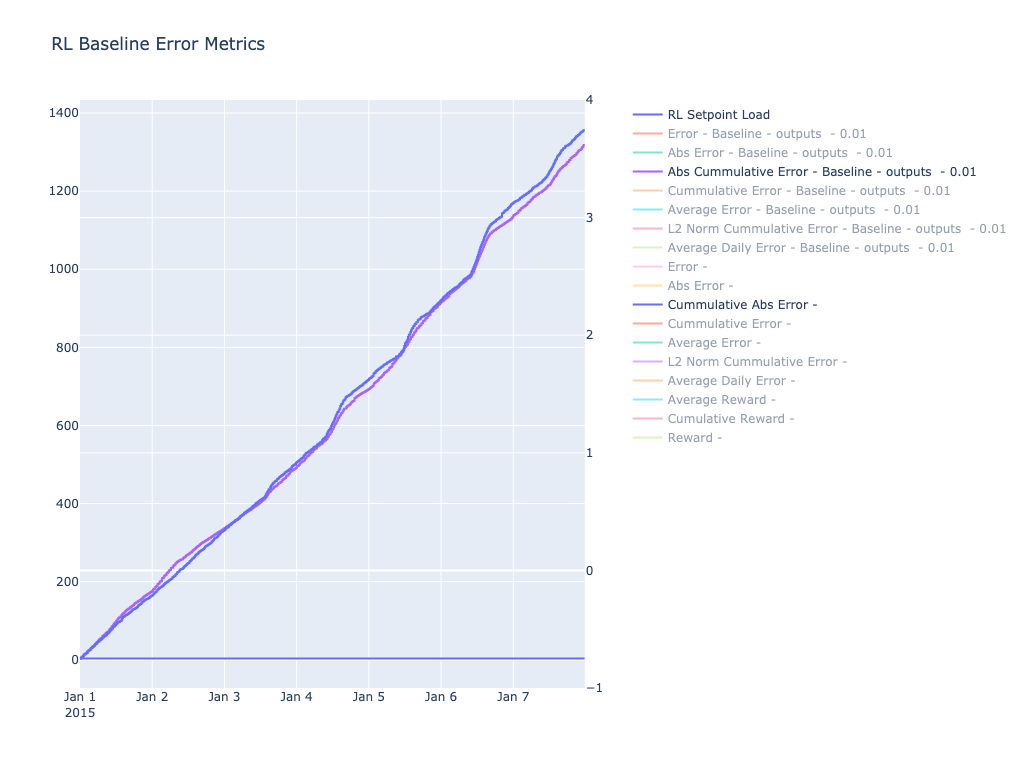 RL Baseline Error Metrics
1400
1200
1000
800
600
400
200
0
4
3
2
1
0
−1
Jan 1
2015
Jan 2
Jan 3
Jan 4
Jan 5
Jan 6
Jan 7
RL Setpoint Load
Error - Baseline - outputs  - 0.01
Abs Error - Baseline - outputs  - 0.01
Abs Cummulative Error - Baseline - outputs  - 0.01
Cummulative Error - Baseline - outputs  - 0.01
Average Error - Baseline - outputs  - 0.01
L2 Norm Cummulative Error - Baseline - outputs  - 0.01
Average Daily Error - Baseline - outputs  - 0.01
Error -
Abs Error -
Cummulative Abs Error -
Cummulative Error -
Average Error -
L2 Norm Cummulative Error -
Average Daily Error -
Average Reward -
Cumulative Reward -
Reward -